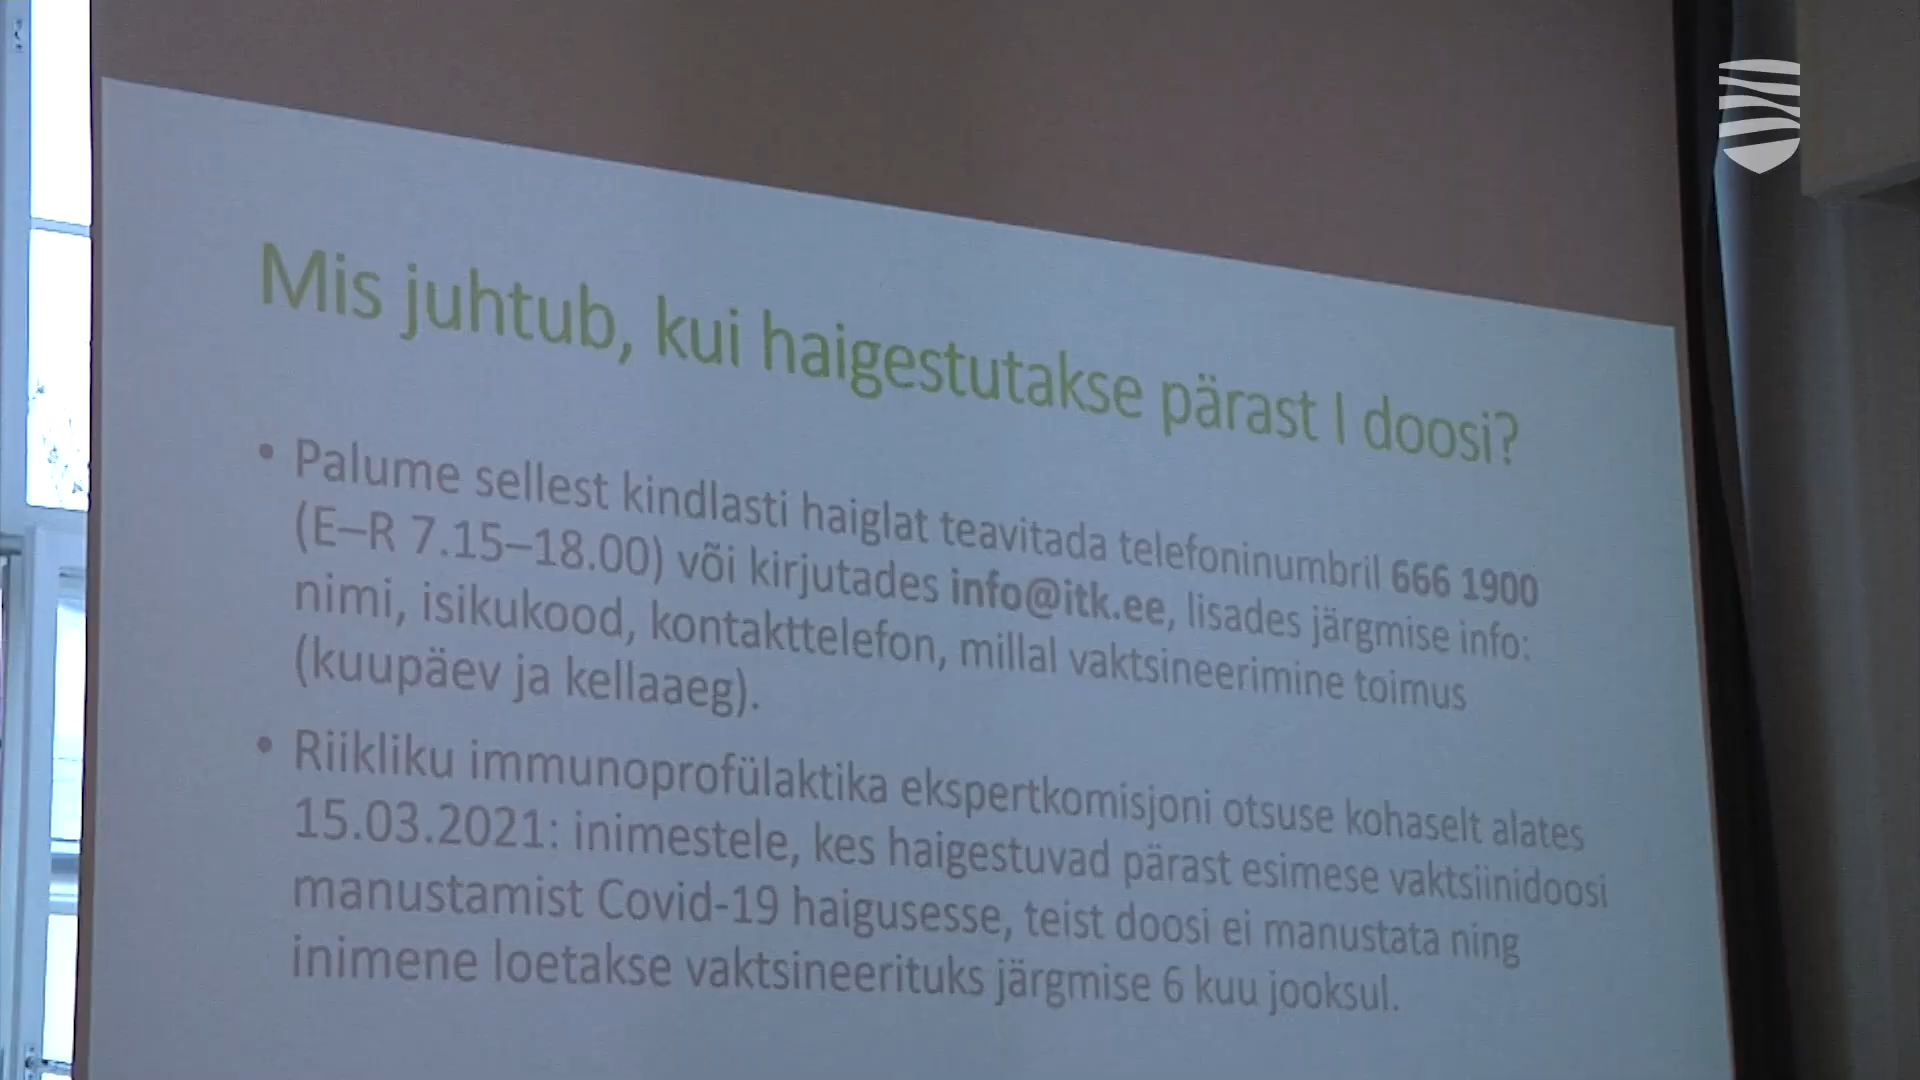 Mis juhtub, kui haigestutakse pärast I doosi?
• Palume sellest kindlasti haiglat teavitada telefoninumbril 666 1900
(E–R 7.15–18.00) või kirjutades info@itk.ee, lisades järgmise info:
nimi, isikukood, kontakttelefon, millal vaktsineerimine toimus
(kuupäev ja kellaaeg).
• Riikliku immunoprofülaktika ekspertkomisjoni otsuse kohaselt alates
15.03.2021: inimestele, kes haigestuvad pärast esimese vaktsiinidoosi
manustamist Covid-19 haigusesse, teist doosi ei manustata ning
inimene loetakse vaktsineerituks järgmise 6 kuu jooksul.